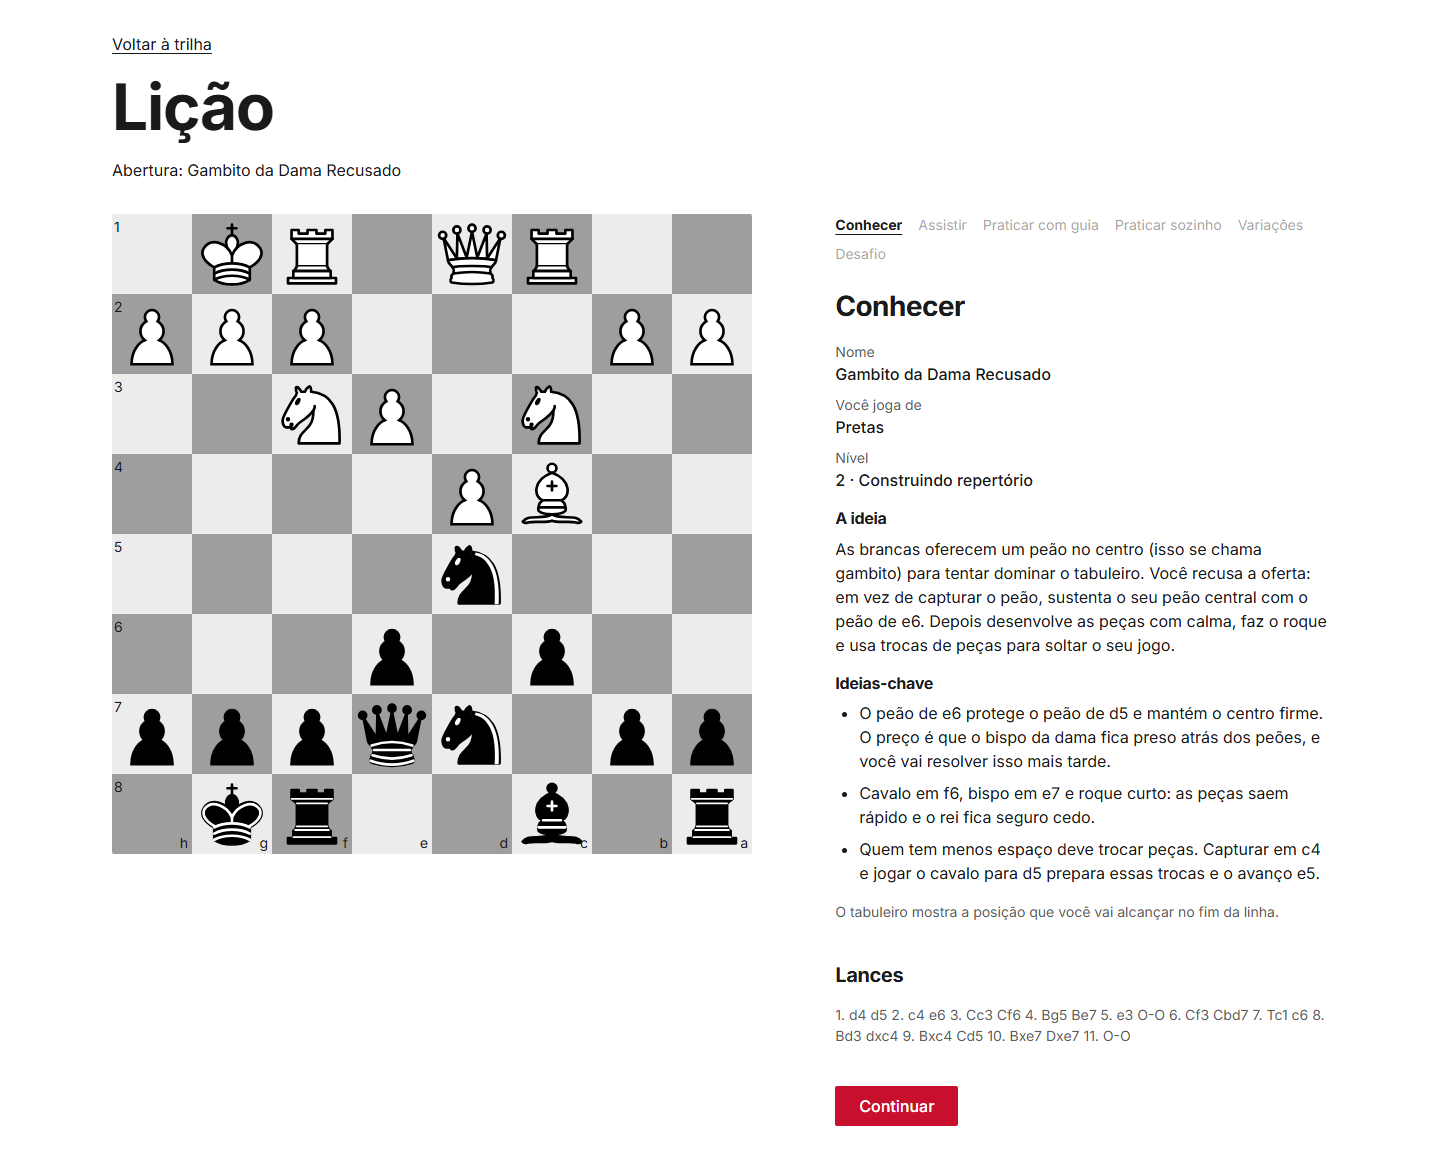 Voltar à trilha
Lição
Abertura: Gambito da Dama Recusado
1
2
3
4
5
6
7
8
h g f e d c b a
Conhecer Assistir Praticar com guia Praticar sozinho Variações
Desafio
Conhecer
Nome
Gambito da Dama Recusado
Você joga de
Pretas
Nível
2 · Construindo repertório
A ideia
As brancas oferecem um peão no centro (isso se chama
gambito) para tentar dominar o tabuleiro. Você recusa a oferta:
em vez de capturar o peão, sustenta o seu peão central com o
peão de e6. Depois desenvolve as peças com calma, faz o roque
e usa trocas de peças para soltar o seu jogo.
Ideias-chave
• O peão de e6 protege o peão de d5 e mantém o centro firme.
O preço é que o bispo da dama fica preso atrás dos peões, e
você vai resolver isso mais tarde.
• Cavalo em f6, bispo em e7 e roque curto: as peças saem
rápido e o rei fica seguro cedo.
• Quem tem menos espaço deve trocar peças. Capturar em c4
e jogar o cavalo para d5 prepara essas trocas e o avanço e5.
O tabuleiro mostra a posição que você vai alcançar no fim da linha.
Lances
1. d4 d5 2. c4 e6 3. Cc3 Cf6 4. Bg5 Be7 5. e3 O-O 6. Cf3 Cbd7 7. Tc1 c6 8.
Bd3 dxc4 9. Bxc4 Cd5 10. Bxe7 Dxe7 11. O-O
Continuar